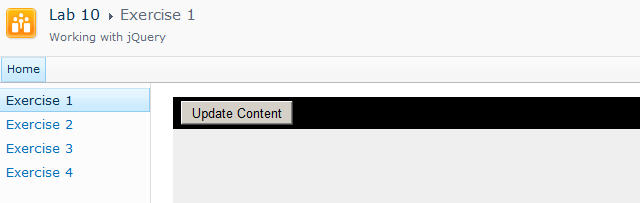 Lab 10 ▸ Exercise 1
Working with jQuery
Home
Exercise 1
Exercise 2
Exercise 3
Exercise 4
Update Content